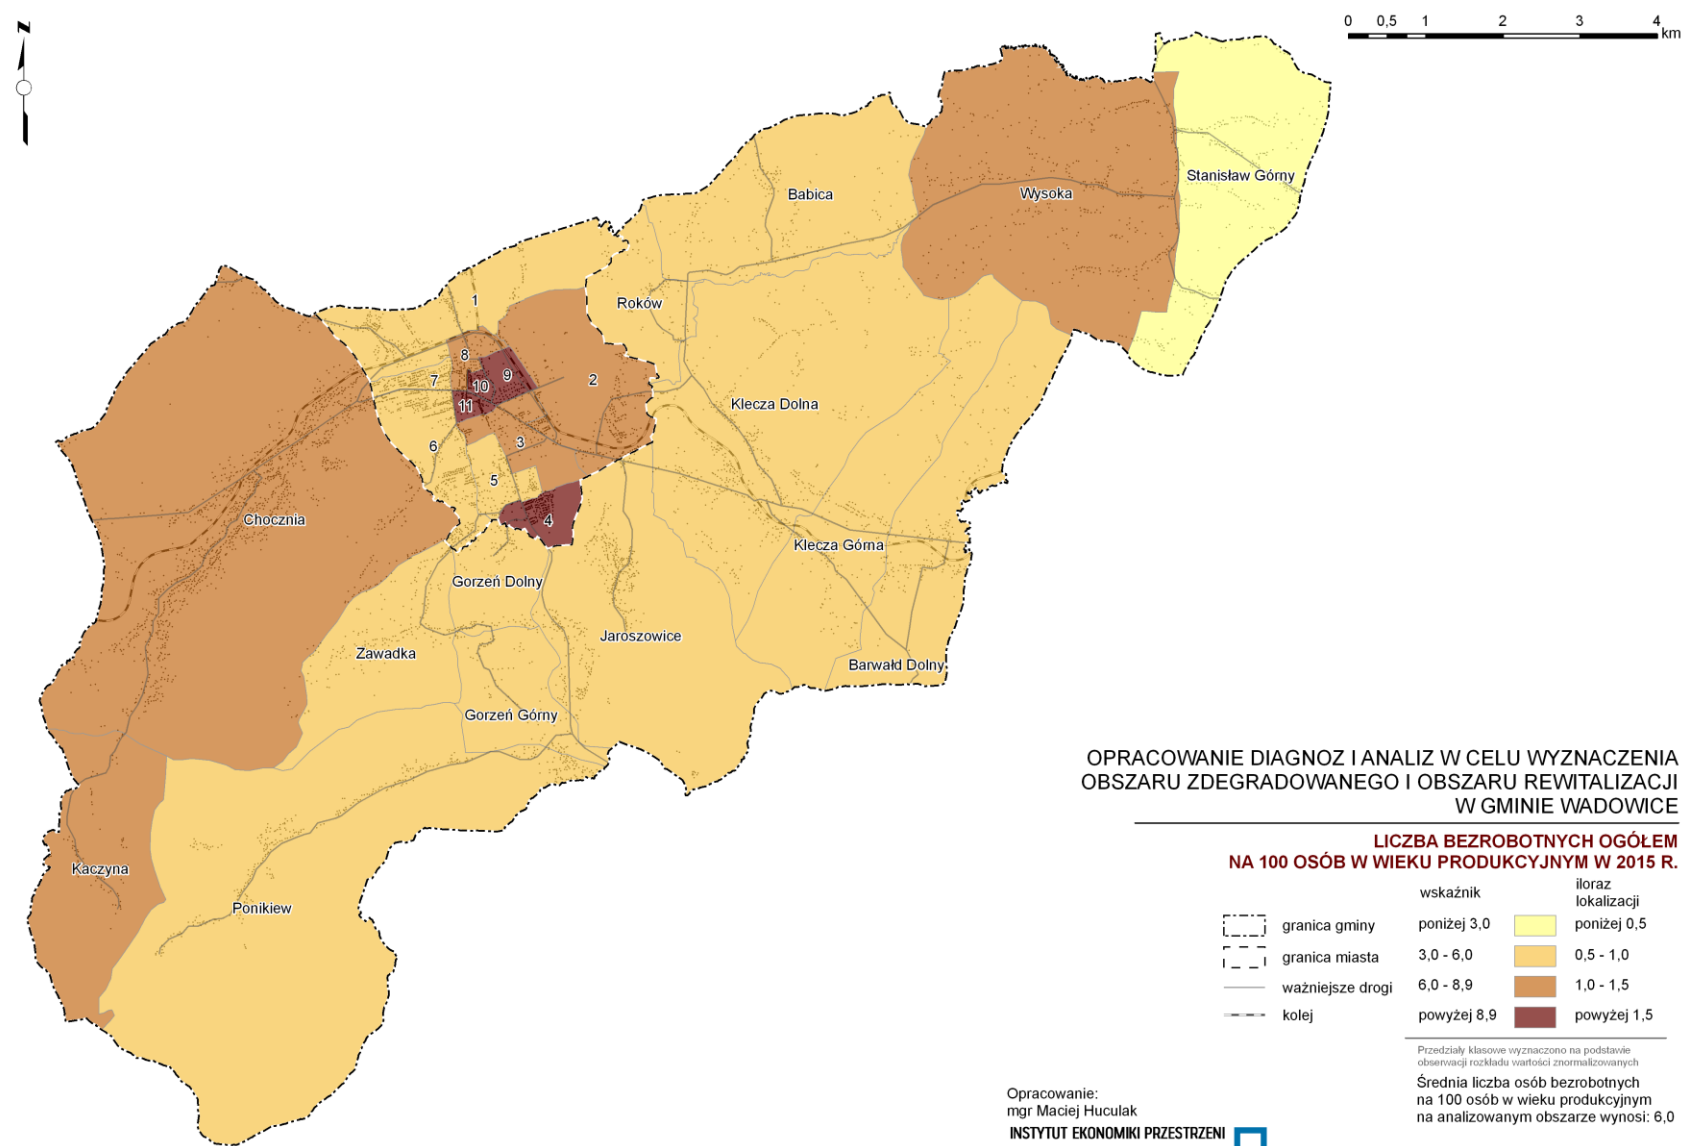 N
0 0,5 1 2 3 4
km
Stanisław Górny
Wysoka
Babica
Roków
1
8
7
9
10
2
11
Klecza Dolna
6
3
5
4
Chocznia
Klecza Górna
Gorzeń Dolny
Jaroszowice
Zawadka
Barwałd Dolny
Gorzeń Górny
Kaczyna
Ponikiew
OPRACOWANIE DIAGNOZ I ANALIZ W CELU WYZNACZENIA
OBSZARU ZDEGRADOWANEGO I OBSZARU REWITALIZACJI
W GMINIE WADOWICE
LICZBA BEZROBOTNYCH OGÓŁEM
NA 100 OSÓB W WIEKU PRODUKCYJNYM W 2015 R.
wskaźnik iloraz
lokalizacji
granica gminy poniżej 3,0 poniżej 0,5
granica miasta 3,0 - 6,0 0,5 - 1,0
ważniejsze drogi 6,0 - 8,9 1,0 - 1,5
kolej powyżej 8,9 powyżej 1,5
Przedziały klasowe wyznaczono na podstawie
obserwacji rozkładu wartości znormalizowanych
Średnia liczba osób bezrobotnych
na 100 osób w wieku produkcyjnym
na analizowanym obszarze wynosi: 6,0
Opracowanie:
mgr Maciej Huculak
INSTYTUT EKONOMIKI PRZESTRZENI